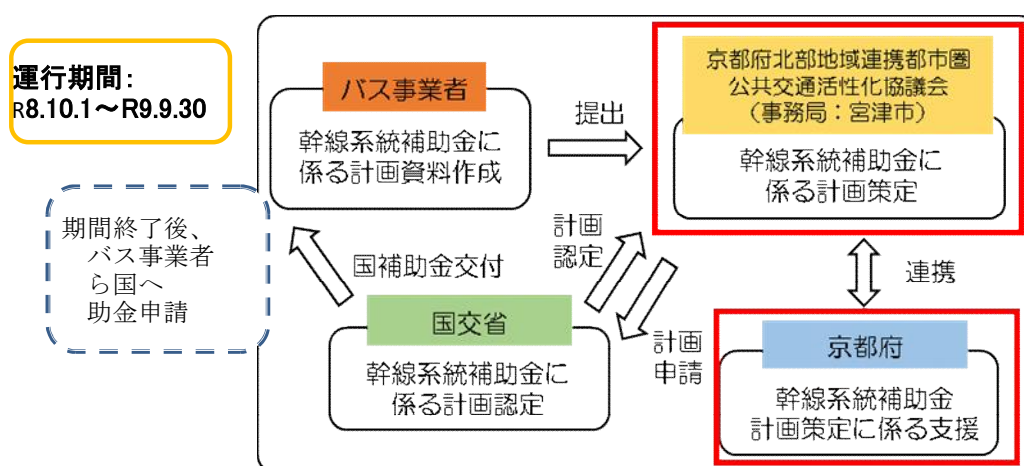 運行期間：
R8.10.1～R9.9.30
期間終了後、
バス事業者
ら国へ
助金申請
バス事業者
幹線系統補助金に
係る計画資料作成
提出
京都府北部地域連携都市圏
公共交通活性化協議会
（事務局：宮津市）
幹線系統補助金に
係る計画策定
計画
認定
国補助金交付
連携
国交省
幹線系統補助金に
係る計画認定
計画
申請
京都府
幹線系統補助金
計画策定に係る支援